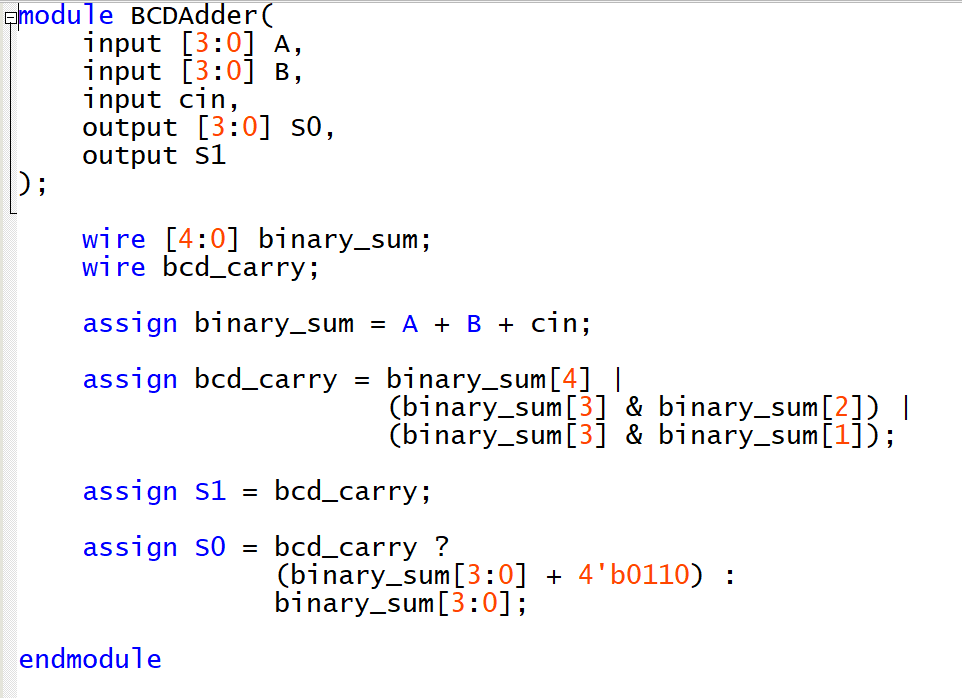 module BCDAdder(
    input [3:0] A,
    input [3:0] B,
    input cin,
    output [3:0] S0,
    output S1
);

    wire [4:0] binary_sum;
    wire bcd_carry;

    assign binary_sum = A + B + cin;

    assign bcd_carry = binary_sum[4] |
                       (binary_sum[3] & binary_sum[2]) |
                       (binary_sum[3] & binary_sum[1]);

    assign S1 = bcd_carry;

    assign S0 = bcd_carry ?
                (binary_sum[3:0] + 4'b0110) :
                binary_sum[3:0];

endmodule